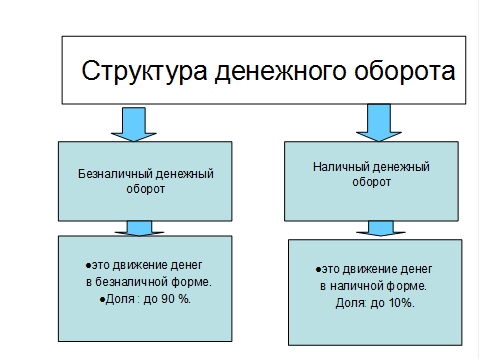 Структура денежного оборота
Безналичный денежный
оборот
Наличный денежный
оборот
●это движение денег
в безналичной форме.
●Доля : до 90 %.
●это движение денег
в наличной форме.
Доля: до 10%.